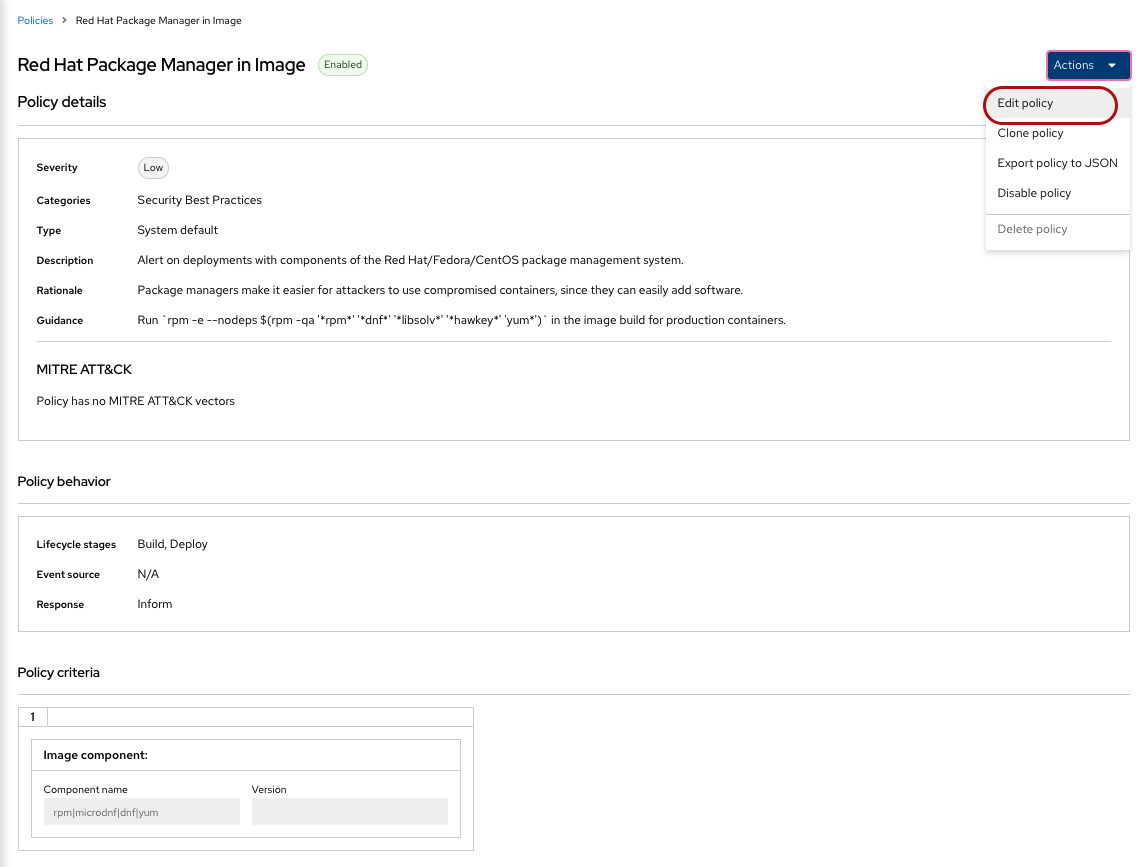 Policies > Red Hat Package Manager in Image
Red Hat Package Manager in Image Enabled
Actions
Edit policy
Clone policy
Export policy to JSON
Disable policy
Delete policy
Policy details
Severity Low
Categories Security Best Practices
Type System default
Description Alert on deployments with components of the Red Hat/Fedora/CentOS package management system.
Rationale Package managers make it easier for attackers to use compromised containers, since they can easily add software.
Guidance Run `rpm -e --nodeps $(rpm -qa '*rpm*' '*dnf*' '*libsolv*' '*hawkey*' 'yum*')` in the image build for production containers.
MITRE ATT&CK
Policy has no MITRE ATT&CK vectors
Policy behavior
Lifecycle stages Build, Deploy
Event source N/A
Response Inform
Policy criteria
1
Image component:
Component name Version
rpm|microdnf|dnf|yum